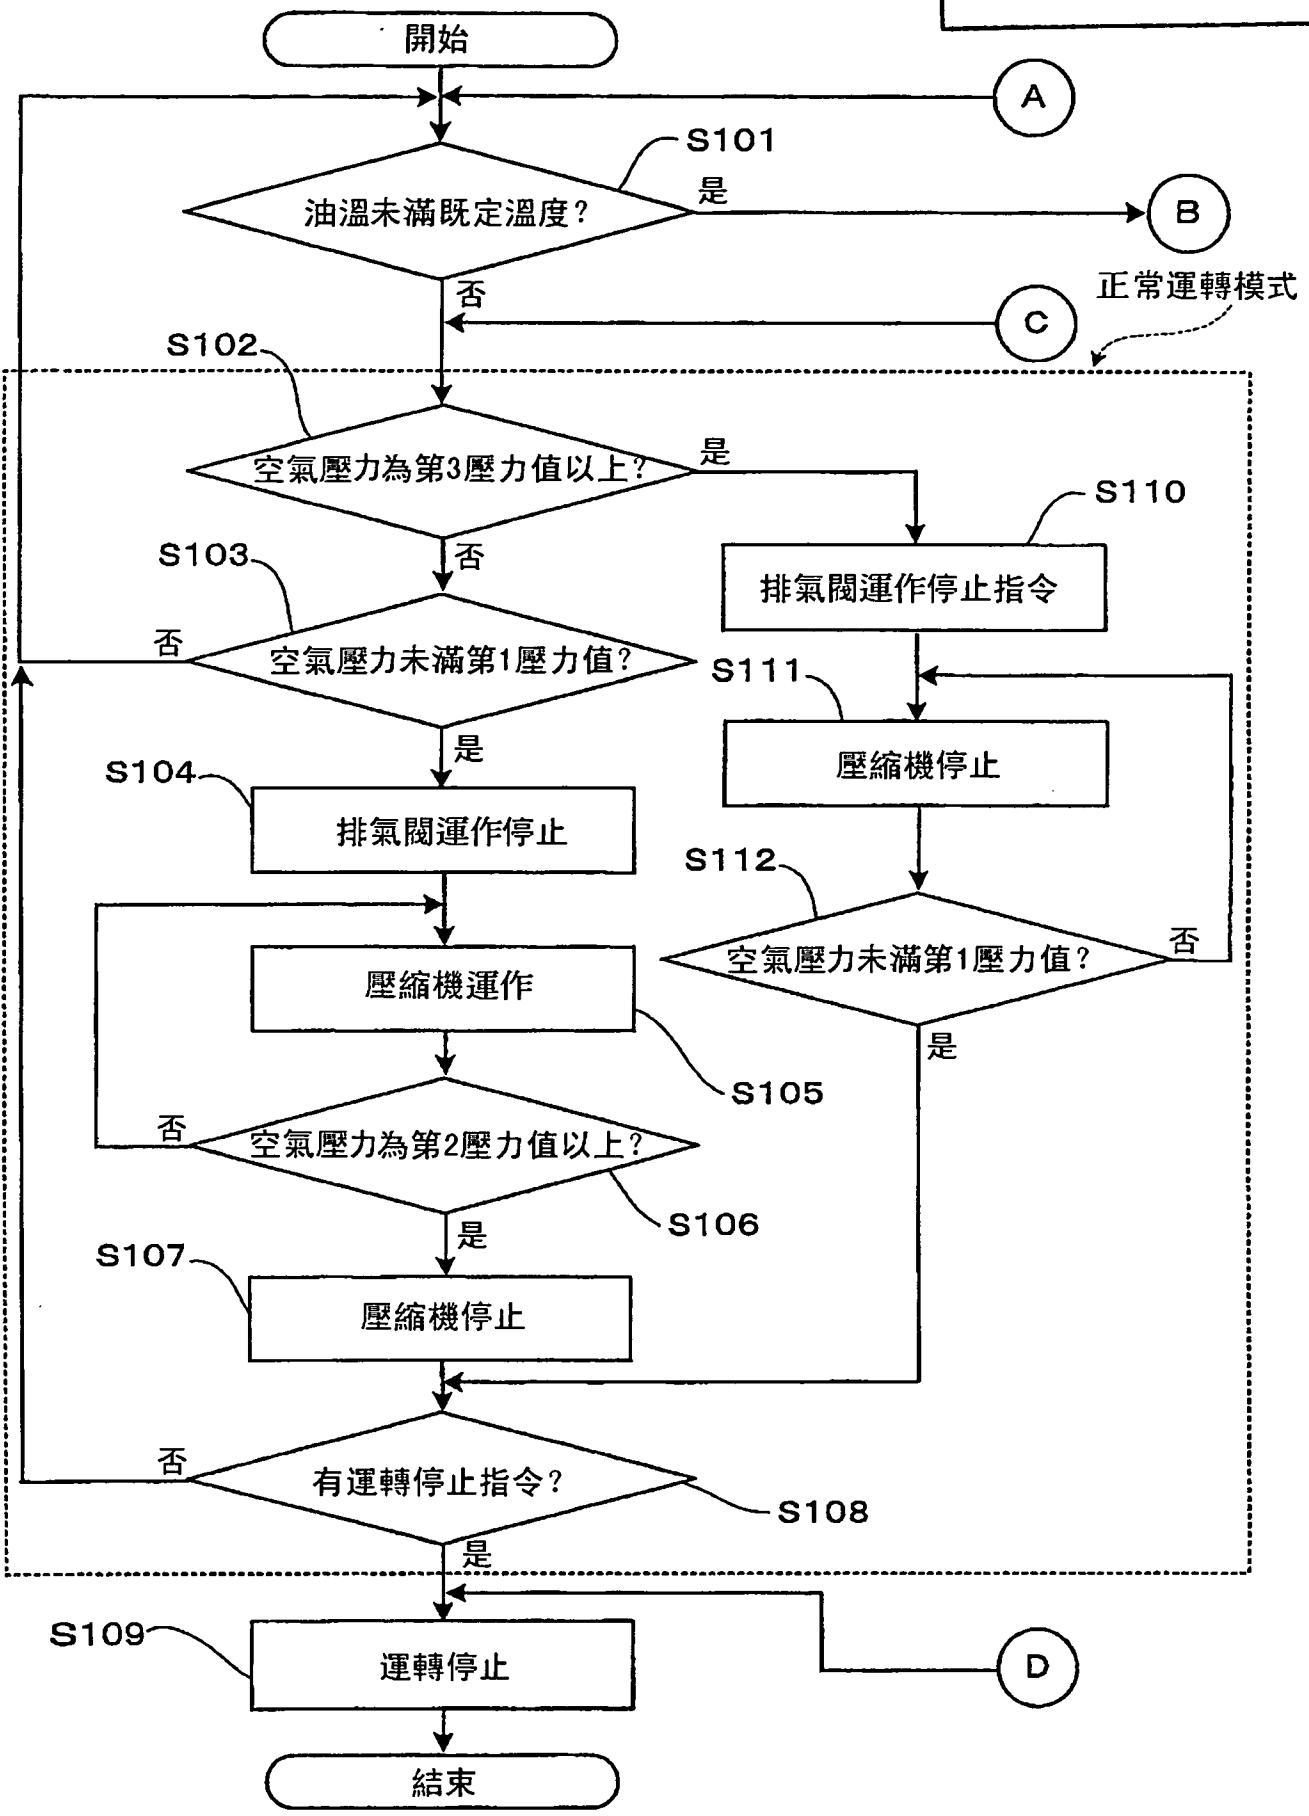 開始
A
S101
油溫未滿既定溫度?
是
B
否
正常運轉模式
C
S102
空氣壓力為第3壓力值以上?
是
S110
排氣閥運作停止指令
否
S103
空氣壓力未滿第1壓力值?
否
是
S111
壓縮機停止
S104
排氣閥運作停止
S112
空氣壓力未滿第1壓力值?
否
是
壓縮機運作
S105
空氣壓力為第2壓力值以上?
否
S106
是
S107
壓縮機停止
有運轉停止指令?
否
S108
是
S109
運轉停止
D
結束